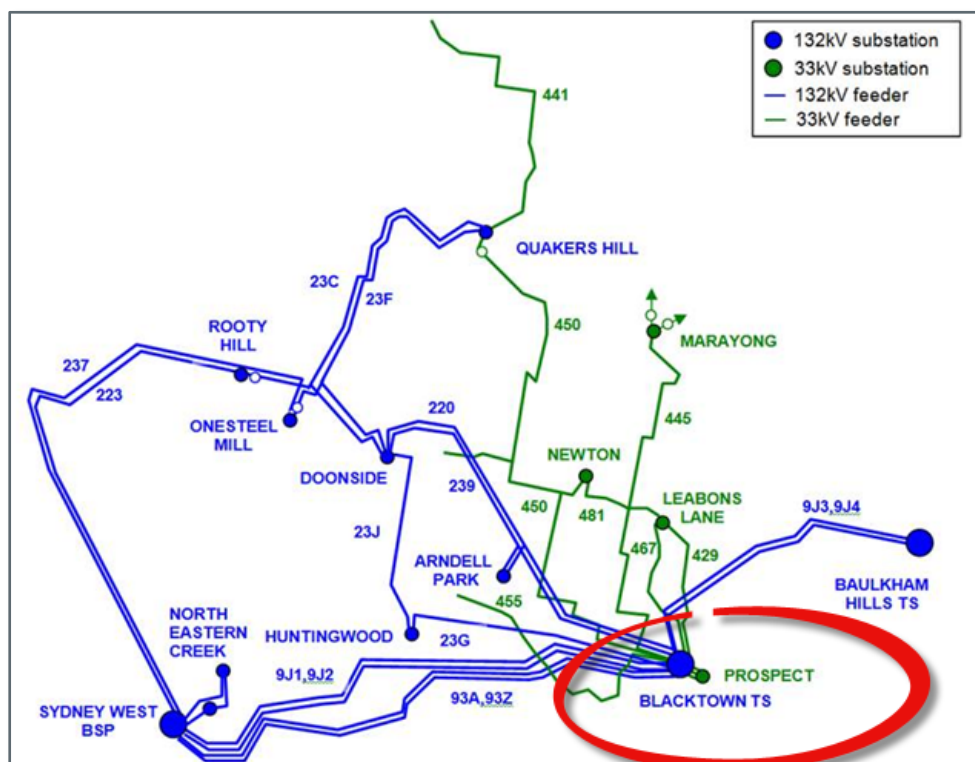 132kV substation
33kV substation
132kV feeder
33kV feeder
441
QUAKERS HILL
23C
23F
ROOTY
HILL
450
MARAYONG
237
223
220
445
ONESTEEL
MILL
NEWTON
DOONSIDE
LEABONS
LANE
239
450
481
9J3,9J4
23J
467
429
ARNDELL
PARK
455
BAULKHAM
HILLS TS
NORTH
EASTERN
CREEK
HUNTINGWOOD
23G
9J1,9J2
PROSPECT
93A,93Z
BLACKTOWN TS
SYDNEY WEST
BSP